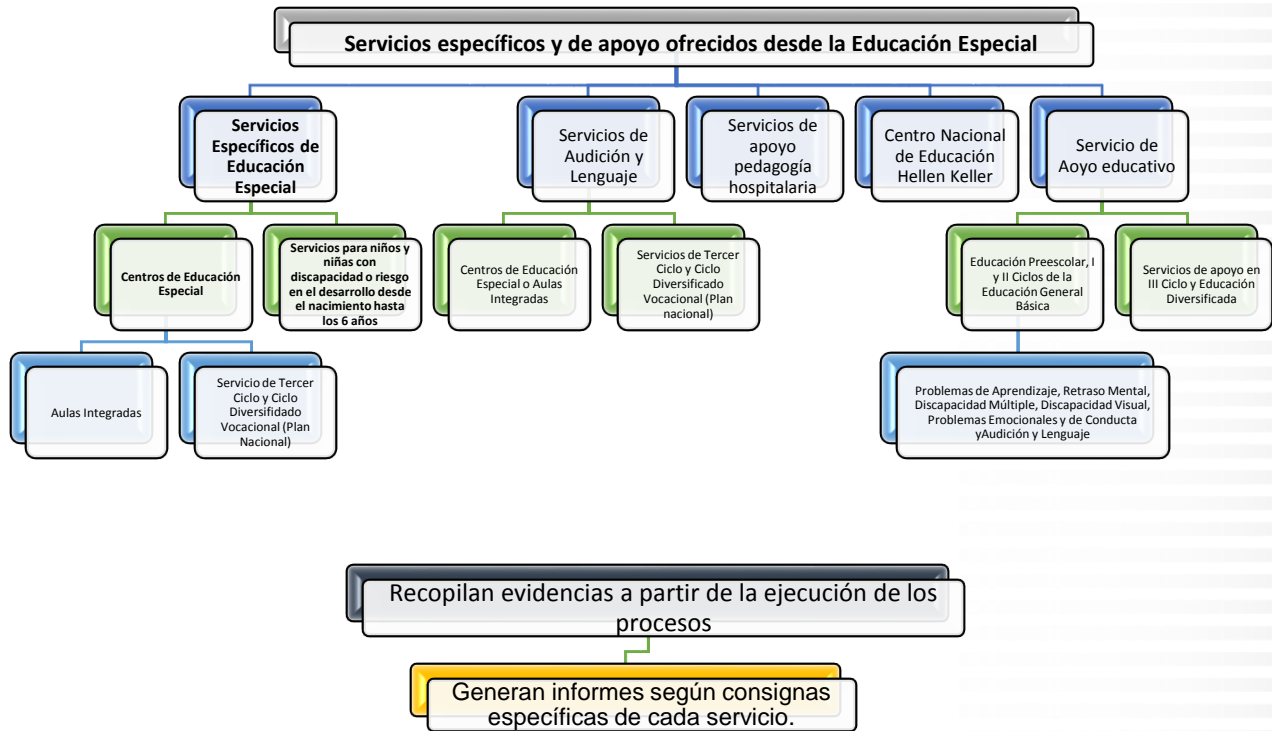 Servicios específicos y de apoyo ofrecidos desde la Educación Especial
Servicios
Específicos de
Educación
Especial
Servicios de
Audición y
Lenguaje
Servicios de
apoyo
pedagogía
hospitalaria
Centro Nacional
de Educación
Hellen Keller
Servicio de
Aoyo educativo
Centros de Educación
Especial
Servicios para niños y
niñas con
discapacidad o riesgo
en el desarrollo desde
el nacimiento hasta
los 6 años
Centros de Educación
Especial o Aulas
Integradas
Servicios de Tercer
Ciclo y Ciclo
Diversificado
Vocacional (Plan
nacional)
Educación Preescolar, I
y II Ciclos de la
Educación General
Básica
Servicios de apoyo en
III Ciclo y Educación
Diversificada
Aulas Integradas
Servicio de Tercer
Ciclo y Ciclo
Diversifidado
Vocacional (Plan
Nacional)
Problemas de Aprendizaje, Retraso Mental,
Discapacidad Múltiple, Discapacidad Visual,
Problemas Emocionales y de Conducta
yAudición y Lenguaje
Recopilan evidencias a partir de la ejecución de los
procesos
Generan informes según consignas
específicas de cada servicio.